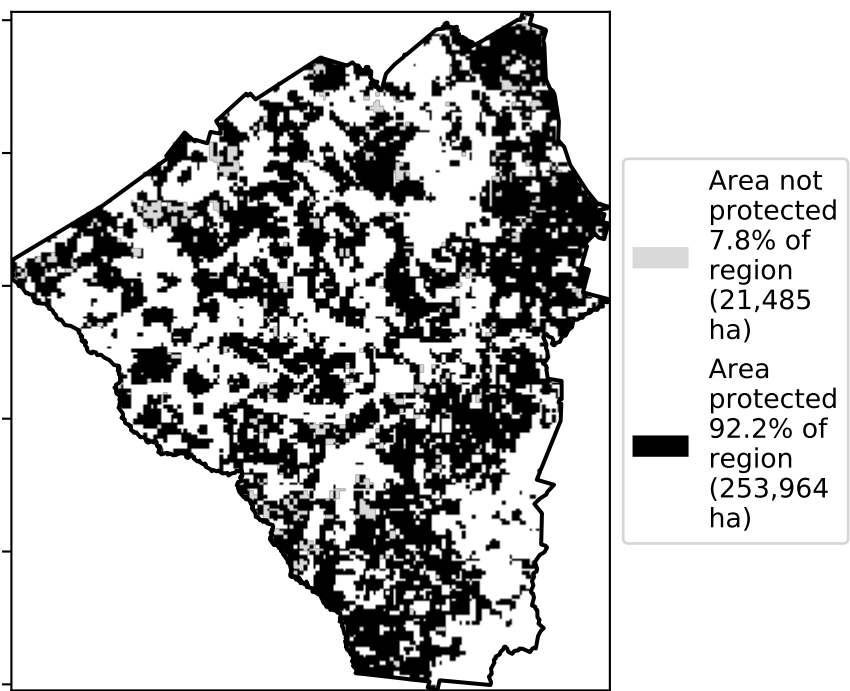 Area not
protected
7.8% of
region
(21,485
ha)
Area
protected
92.2% of
region
(253,964
ha)